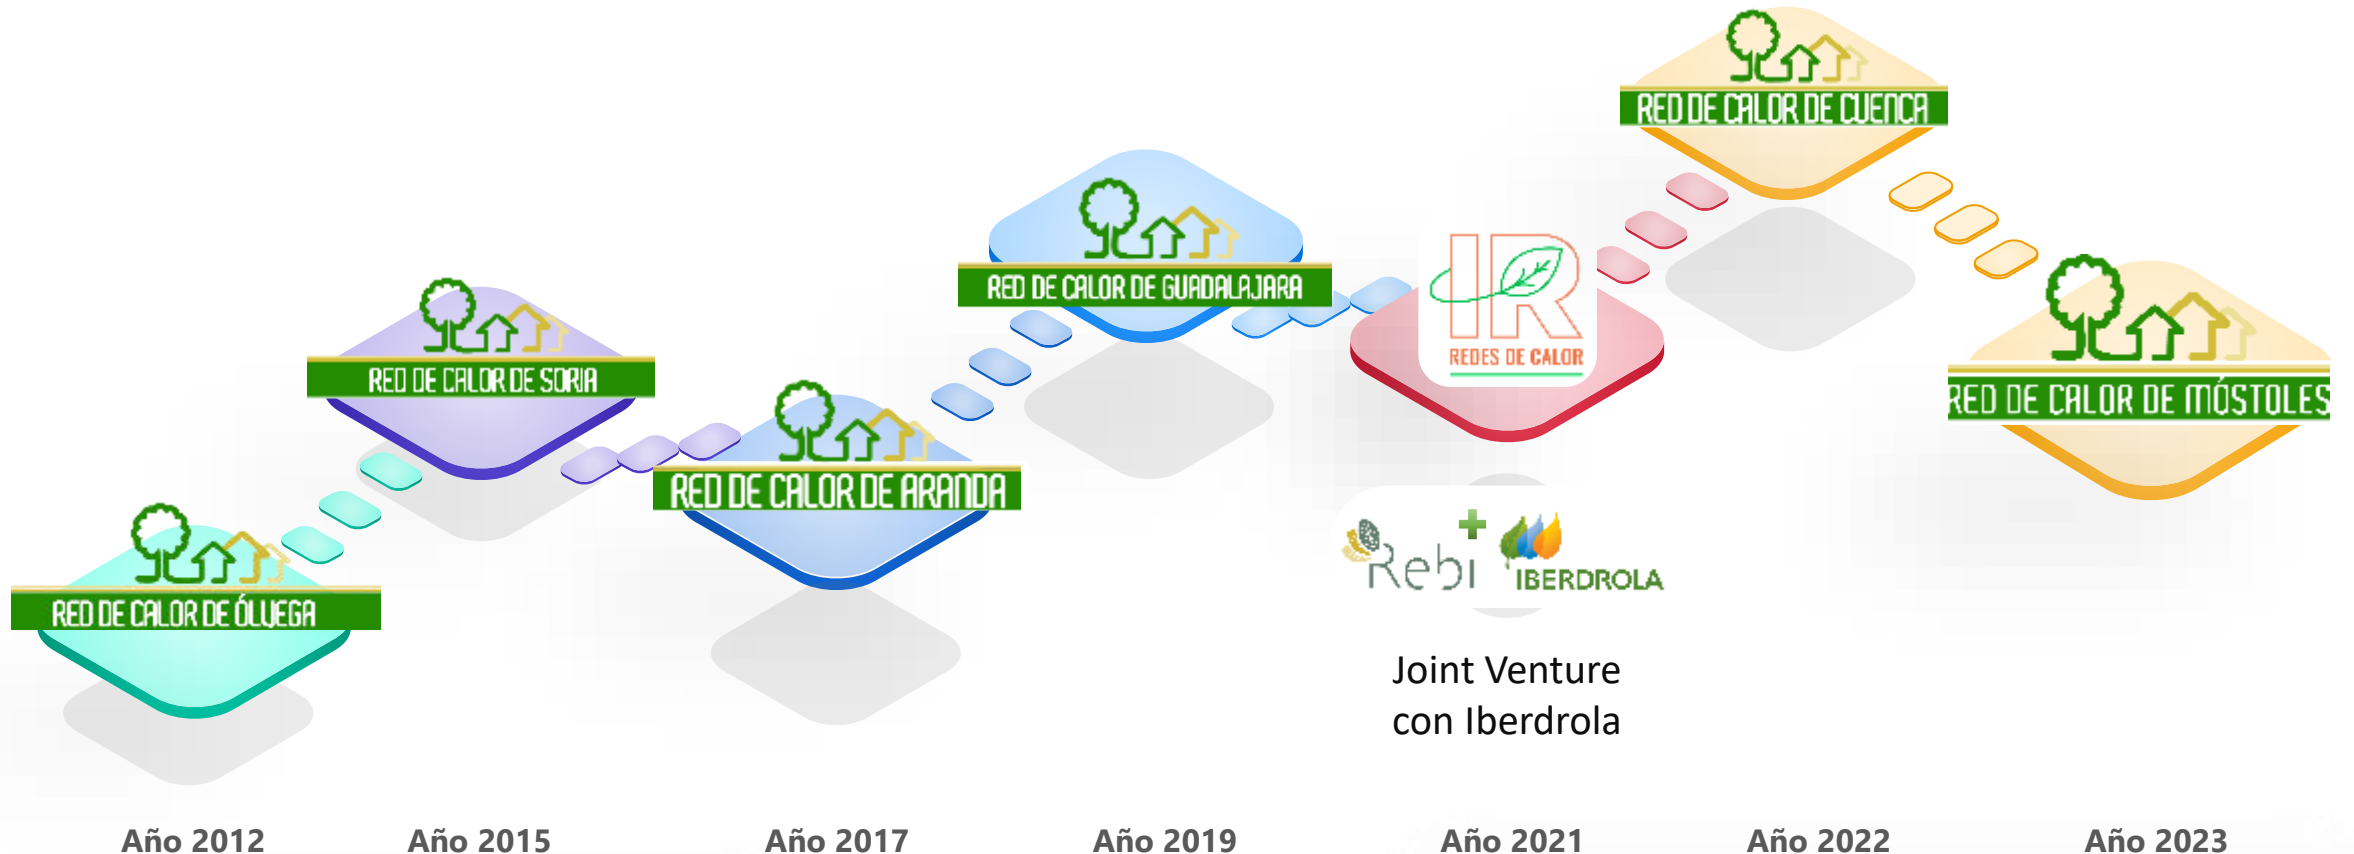 RED DE CALOR DE ÓLVEGA
RED DE CALOR DE SORIA
RED DE CALOR DE ARANDA
RED DE CALOR DE GUADALAJARA
IR
REDES DE CALOR
Rebi + IBERDROLA
Joint Venture
con Iberdrola
RED DE CALOR DE CUENCA
RED DE CALOR DE MÓSTOLES
Año 2012
Año 2015
Año 2017
Año 2019
Año 2021
Año 2022
Año 2023